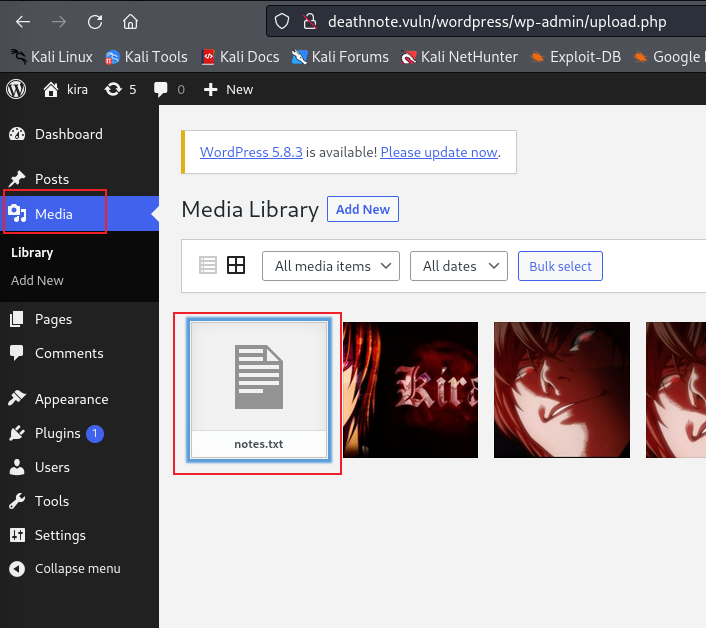 deathnote.vuln/wordpress/wp-admin/upload.php
Kali Linux Kali Tools Kali Docs Kali Forums Kali NetHunter Exploit-DB Google
kira 5 0 New
Dashboard
Posts
Media
Library
Add New
Pages
Comments
Appearance
Plugins 1
Users
Tools
Settings
Collapse menu
WordPress 5.8.3 is available! Please update now.
Media Library Add New
All media items All dates Bulk select
notes.txt
Kira